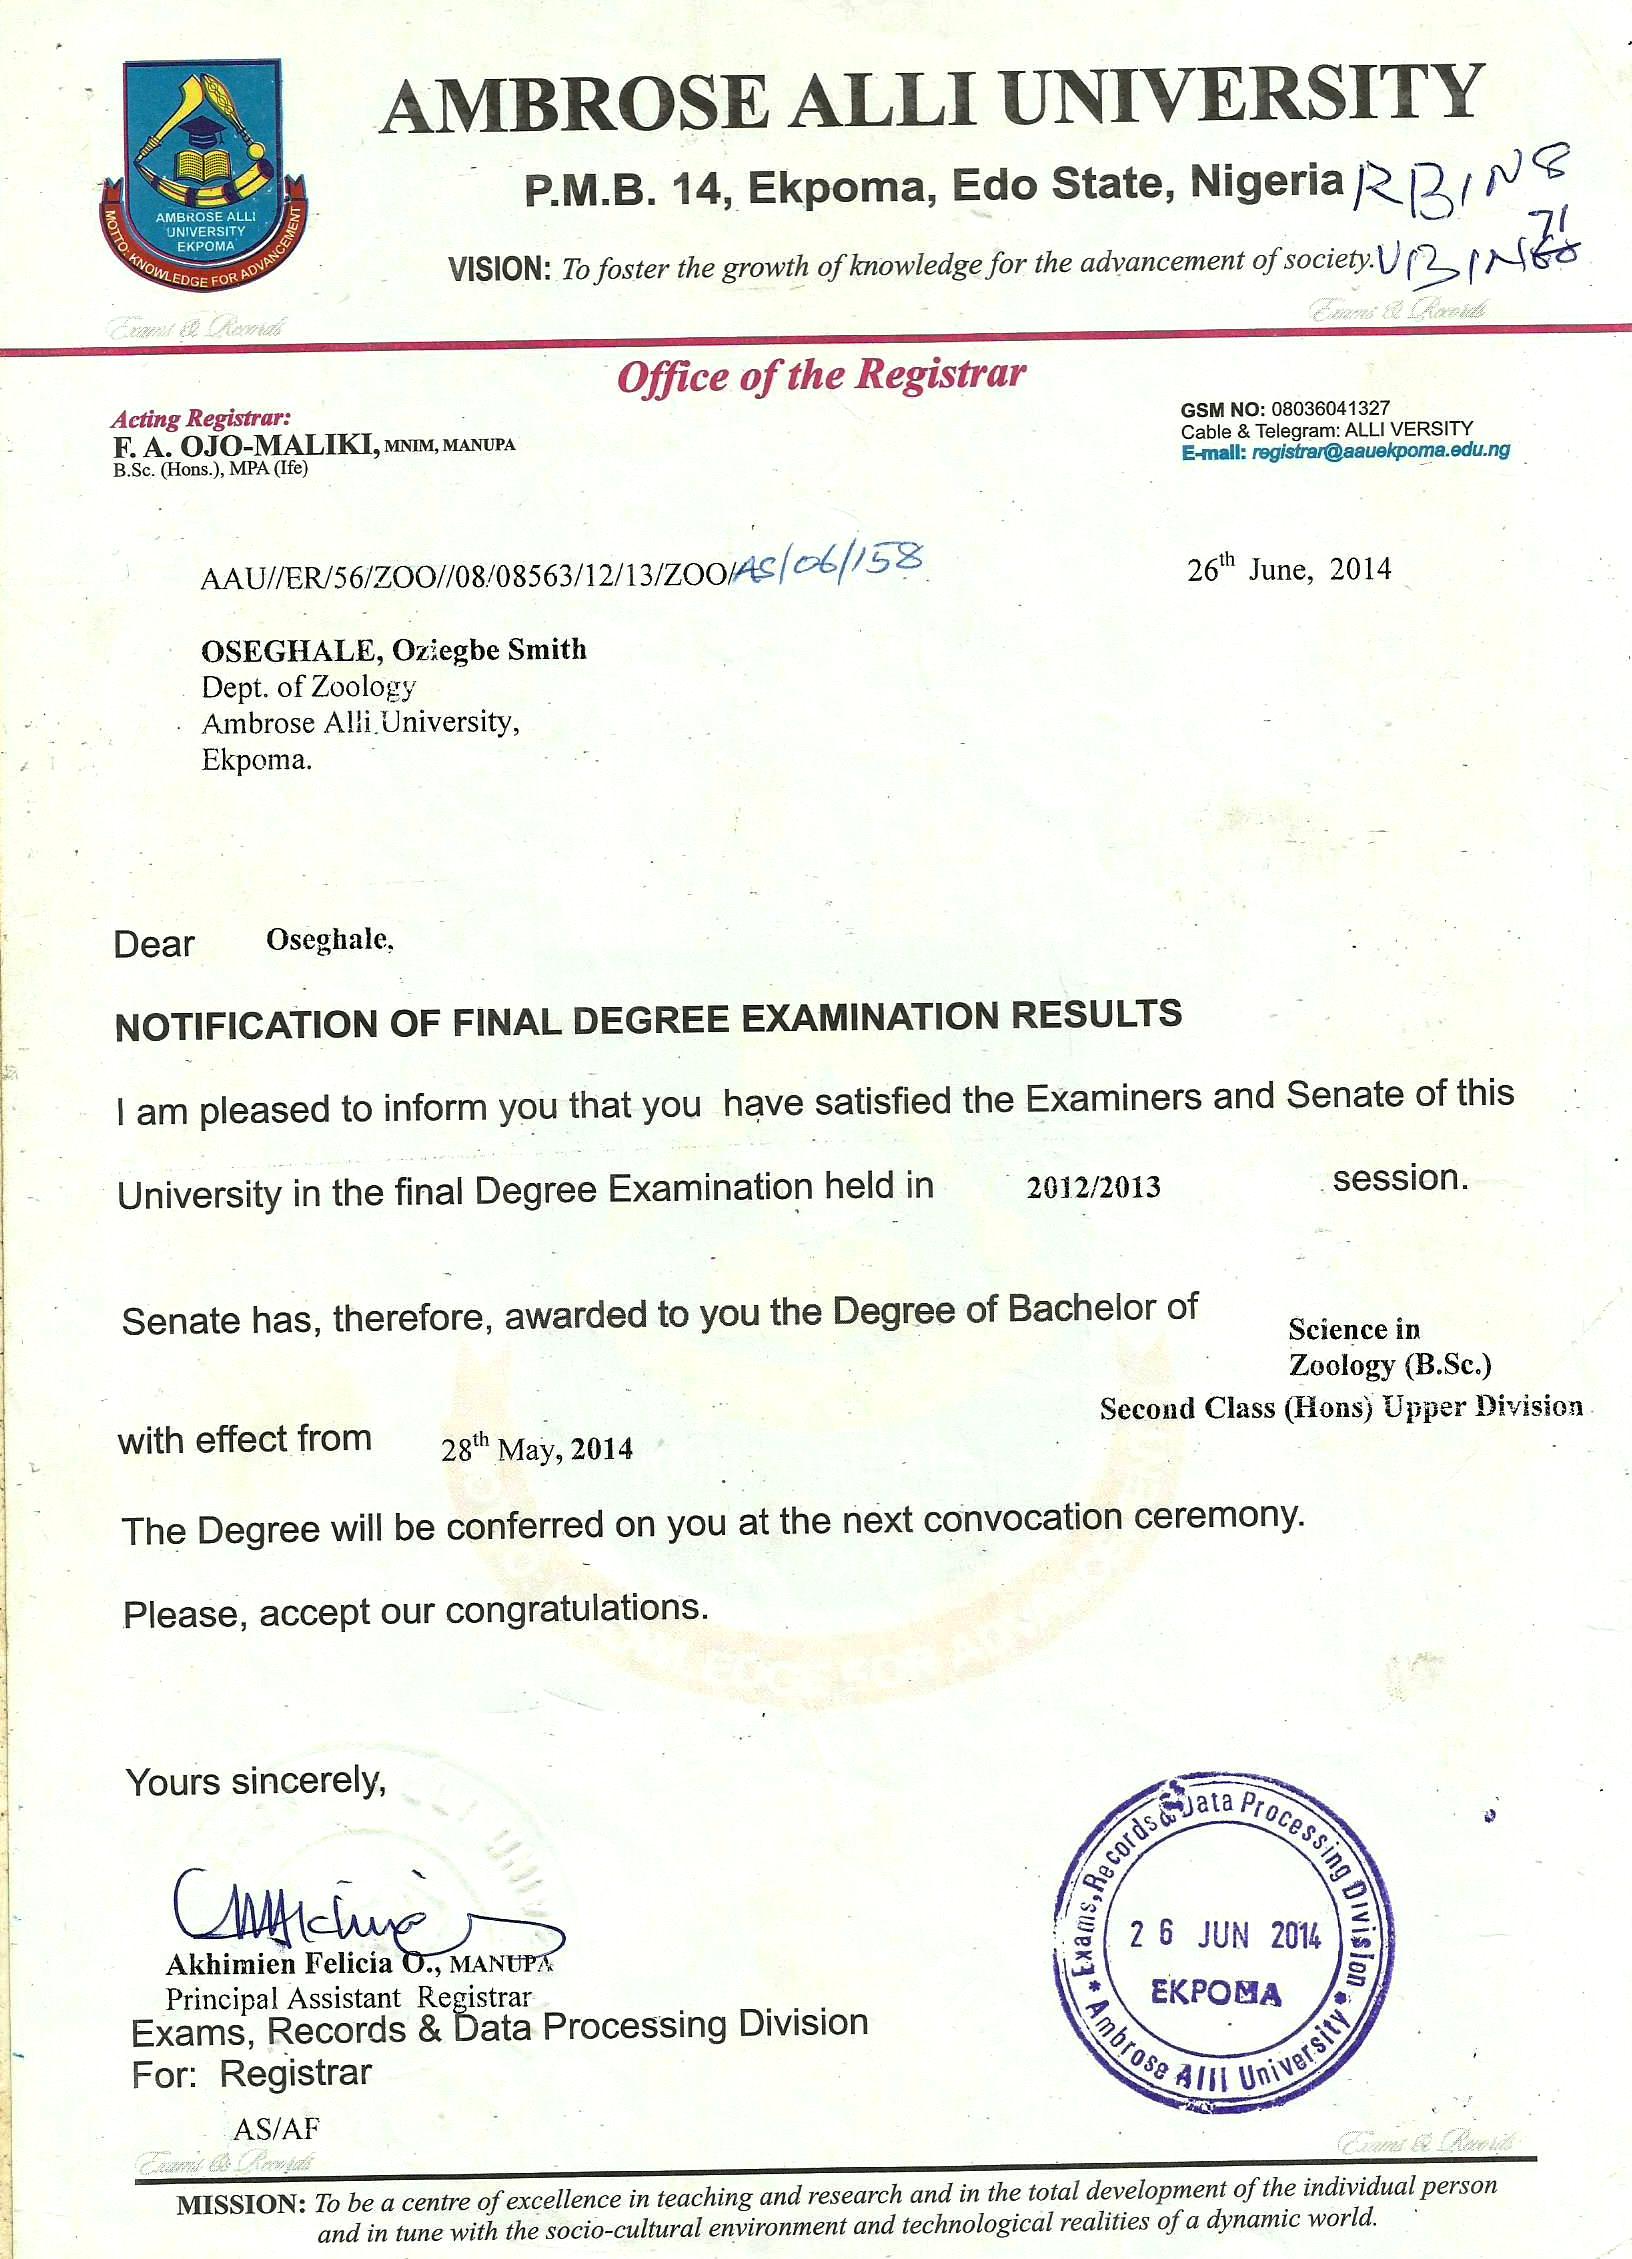 AMBROSE ALLI UNIVERSITY
P.M.B. 14, Ekpoma, Edo State, Nigeria
RBIN 8
VISION: To foster the growth of knowledge for the advancement of society.
UBIN 71
AMBROSE ALLI
UNIVERSITY
EKPOMA
MOTTO: KNOWLEDGE FOR ADVANCEMENT
Exams & Records
Exams & Records
Office of the Registrar
Acting Registrar:
F. A. OJO-MALIKI, MNIM, MANUPA
B.Sc. (Hons.), MPA (Ife)
GSM NO: 08036041327
Cable & Telegram: ALLI VERSITY
E-mail: registrar@aauekpoma.edu.ng
AAU//ER/56/ZOO//08/08563/12/13/ZOO/AS/06/158
26th June, 2014
OSEGHALE, Oziegbe Smith
Dept. of Zoology
Ambrose Alli University,
Ekpoma.
Dear Oseghale,
NOTIFICATION OF FINAL DEGREE EXAMINATION RESULTS
I am pleased to inform you that you have satisfied the Examiners and Senate of this
University in the final Degree Examination held in 2012/2013 session.
Senate has, therefore, awarded to you the Degree of Bachelor of Science in
Zoology (B.Sc.)
Second Class (Hons) Upper Division
with effect from 28th May, 2014
The Degree will be conferred on you at the next convocation ceremony.
Please, accept our congratulations.
Yours sincerely,
Akhimien Felicia O., MANUPA
Principal Assistant Registrar
Exams, Records & Data Processing Division
For: Registrar
AS/AF
Exams, Records & Data Processing Division
26 JUN 2014
EKPOMA
* Ambrose Alli University *
Exams & Records
Exams & Records
MISSION: To be a centre of excellence in teaching and research and in the total development of the individual person
and in tune with the socio-cultural environment and technological realities of a dynamic world.